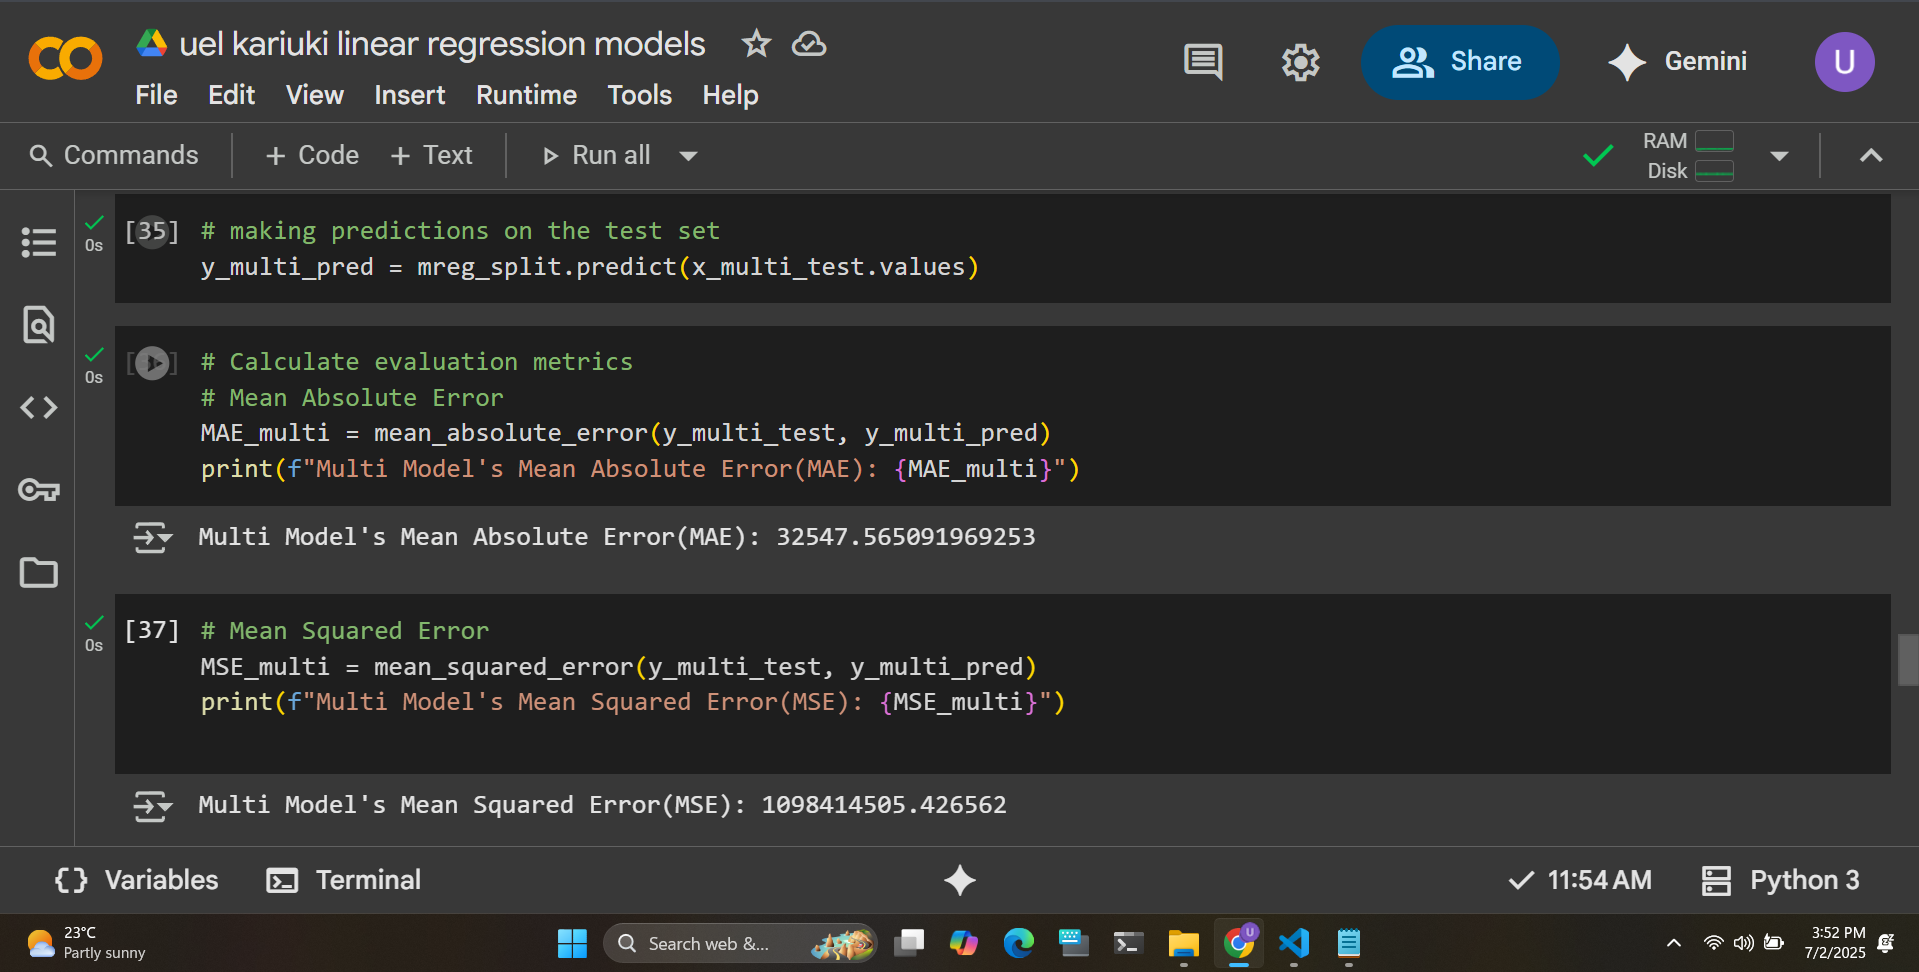 uel kariuki linear regression models
File Edit View Insert Runtime Tools Help
Share
Gemini
U
Commands
+ Code + Text
Run all
RAM
Disk
0s
[35] # making predictions on the test set
y_multi_pred = mreg_split.predict(x_multi_test.values)
0s
# Calculate evaluation metrics
# Mean Absolute Error
MAE_multi = mean_absolute_error(y_multi_test, y_multi_pred)
print(f"Multi Model's Mean Absolute Error(MAE): {MAE_multi}")
Multi Model's Mean Absolute Error(MAE): 32547.565091969253
0s
[37] # Mean Squared Error
MSE_multi = mean_squared_error(y_multi_test, y_multi_pred)
print(f"Multi Model's Mean Squared Error(MSE): {MSE_multi}")
Multi Model's Mean Squared Error(MSE): 1098414505.426562
{} Variables Terminal
11:54 AM Python 3
23°C
Partly sunny
Search web &...
U
3:52 PM
7/2/2025